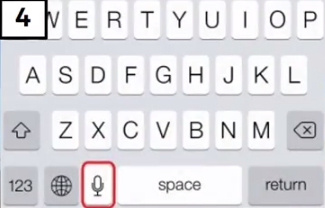 4 W E R T Y U I O P
A S D F G H J K L
Z X C V B N M
123 space return